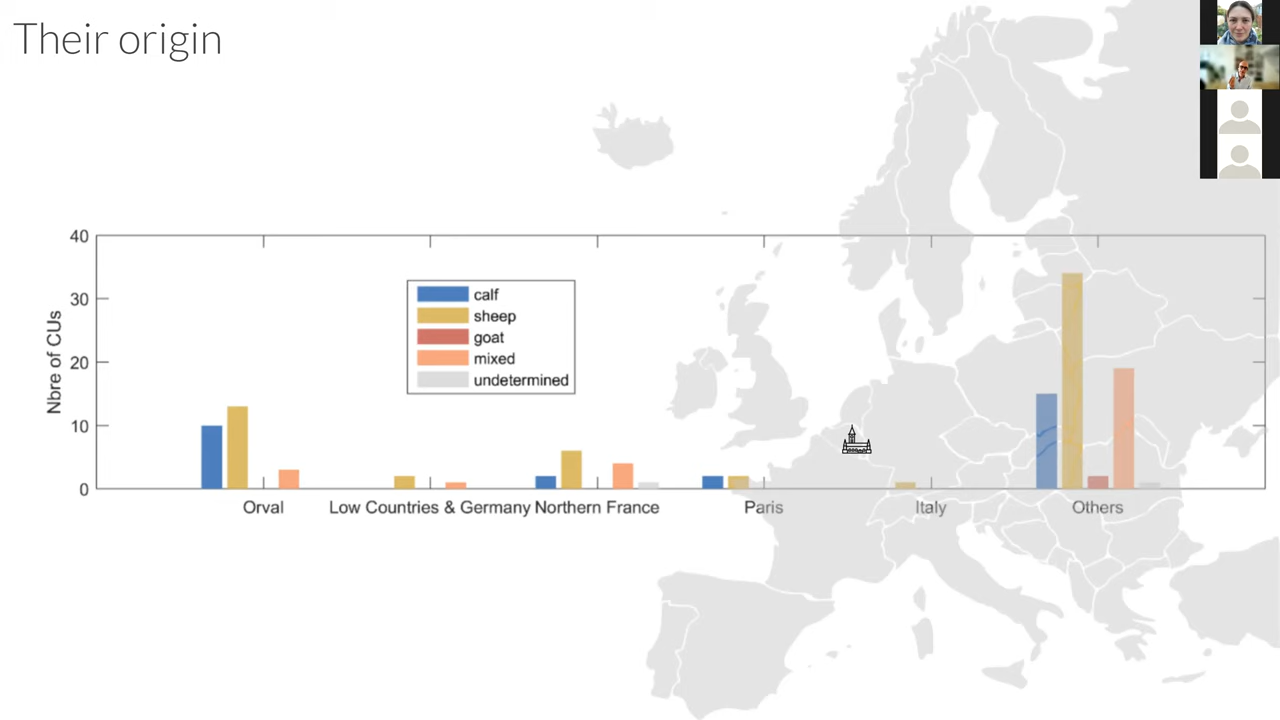 Their origin
40
30
20
10
0
Nbre of CUs
calf
sheep
goat
mixed
undetermined
Orval
Low Countries & Germany
Northern France
Paris
Italy
Others